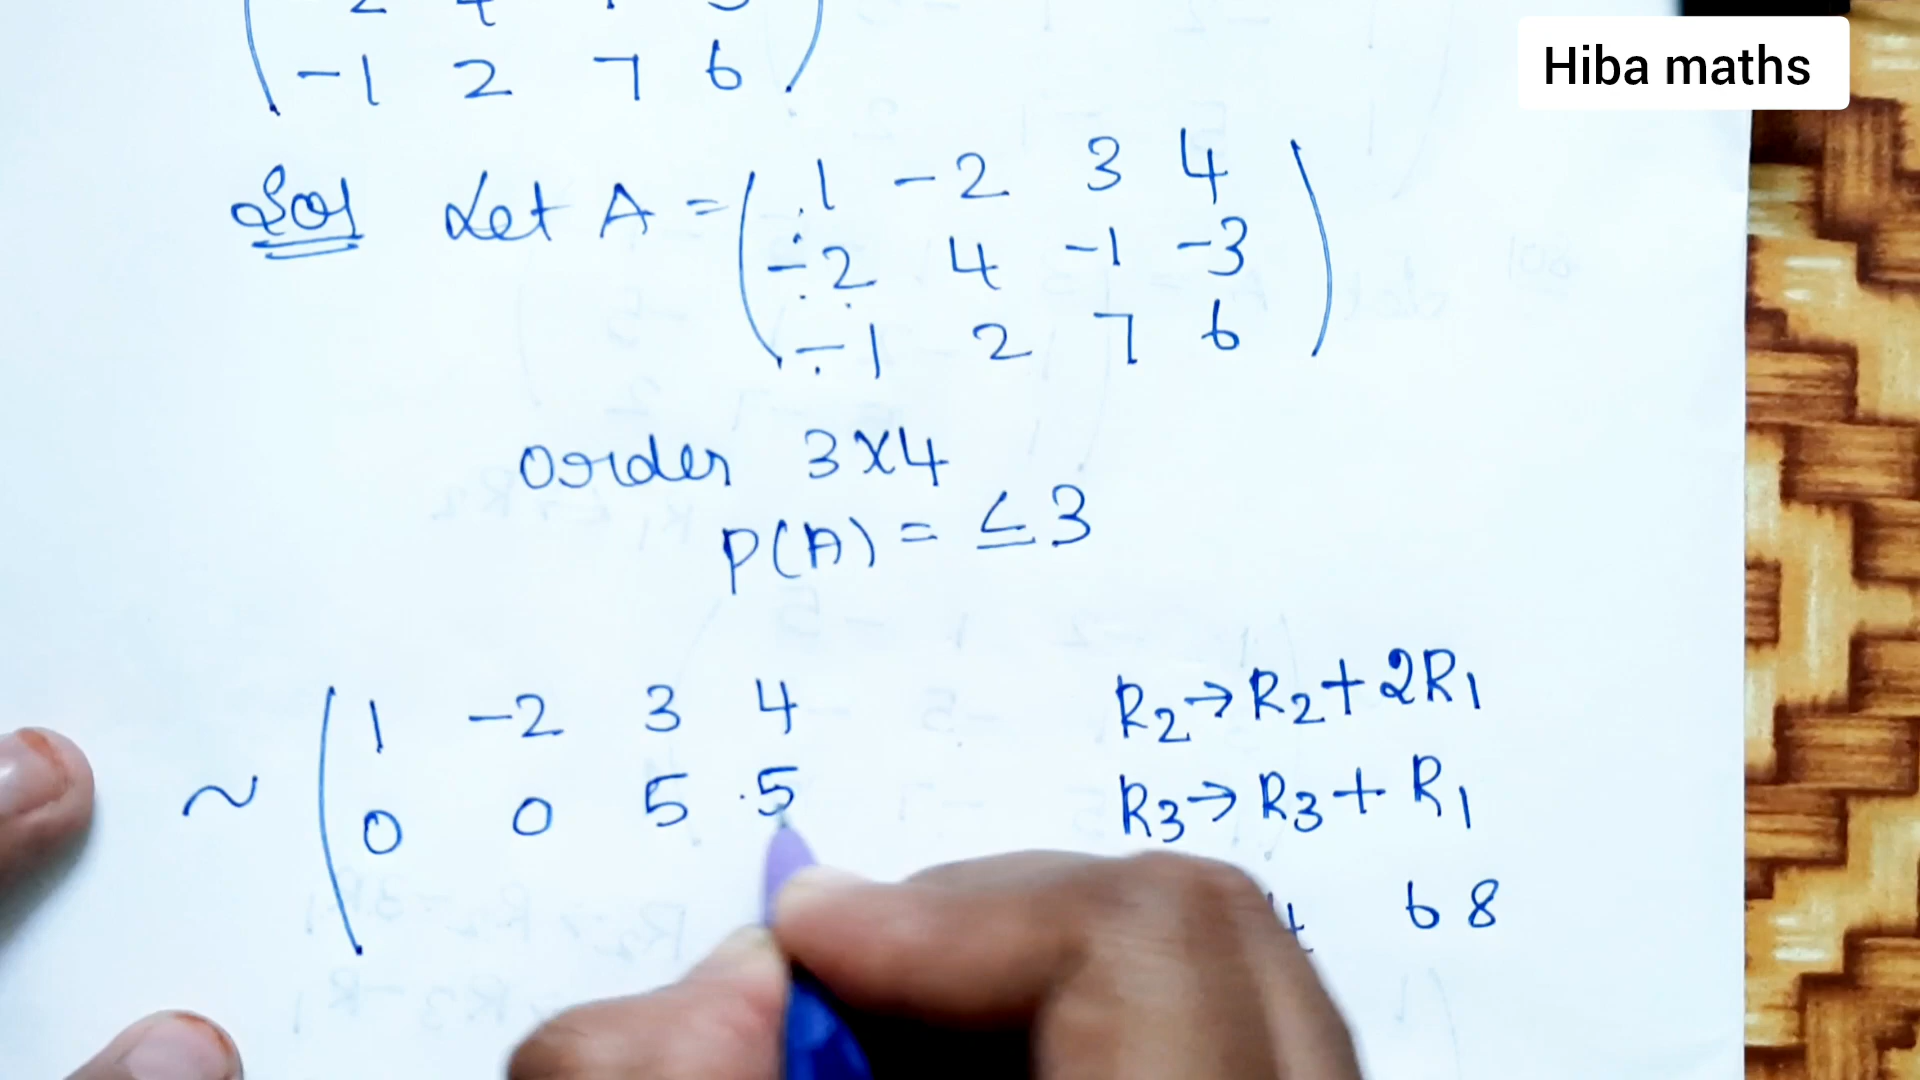 Hiba maths
-1 2 7 6
Sol Let A = 1 -2 3 4
-2 4 -1 -3
-1 2 7 6
Order 3x4
P(A) = ≤3
~ 1 -2 3 4 R2→R2+2R1
0 0 5 5 R3→R3+R1
6 8